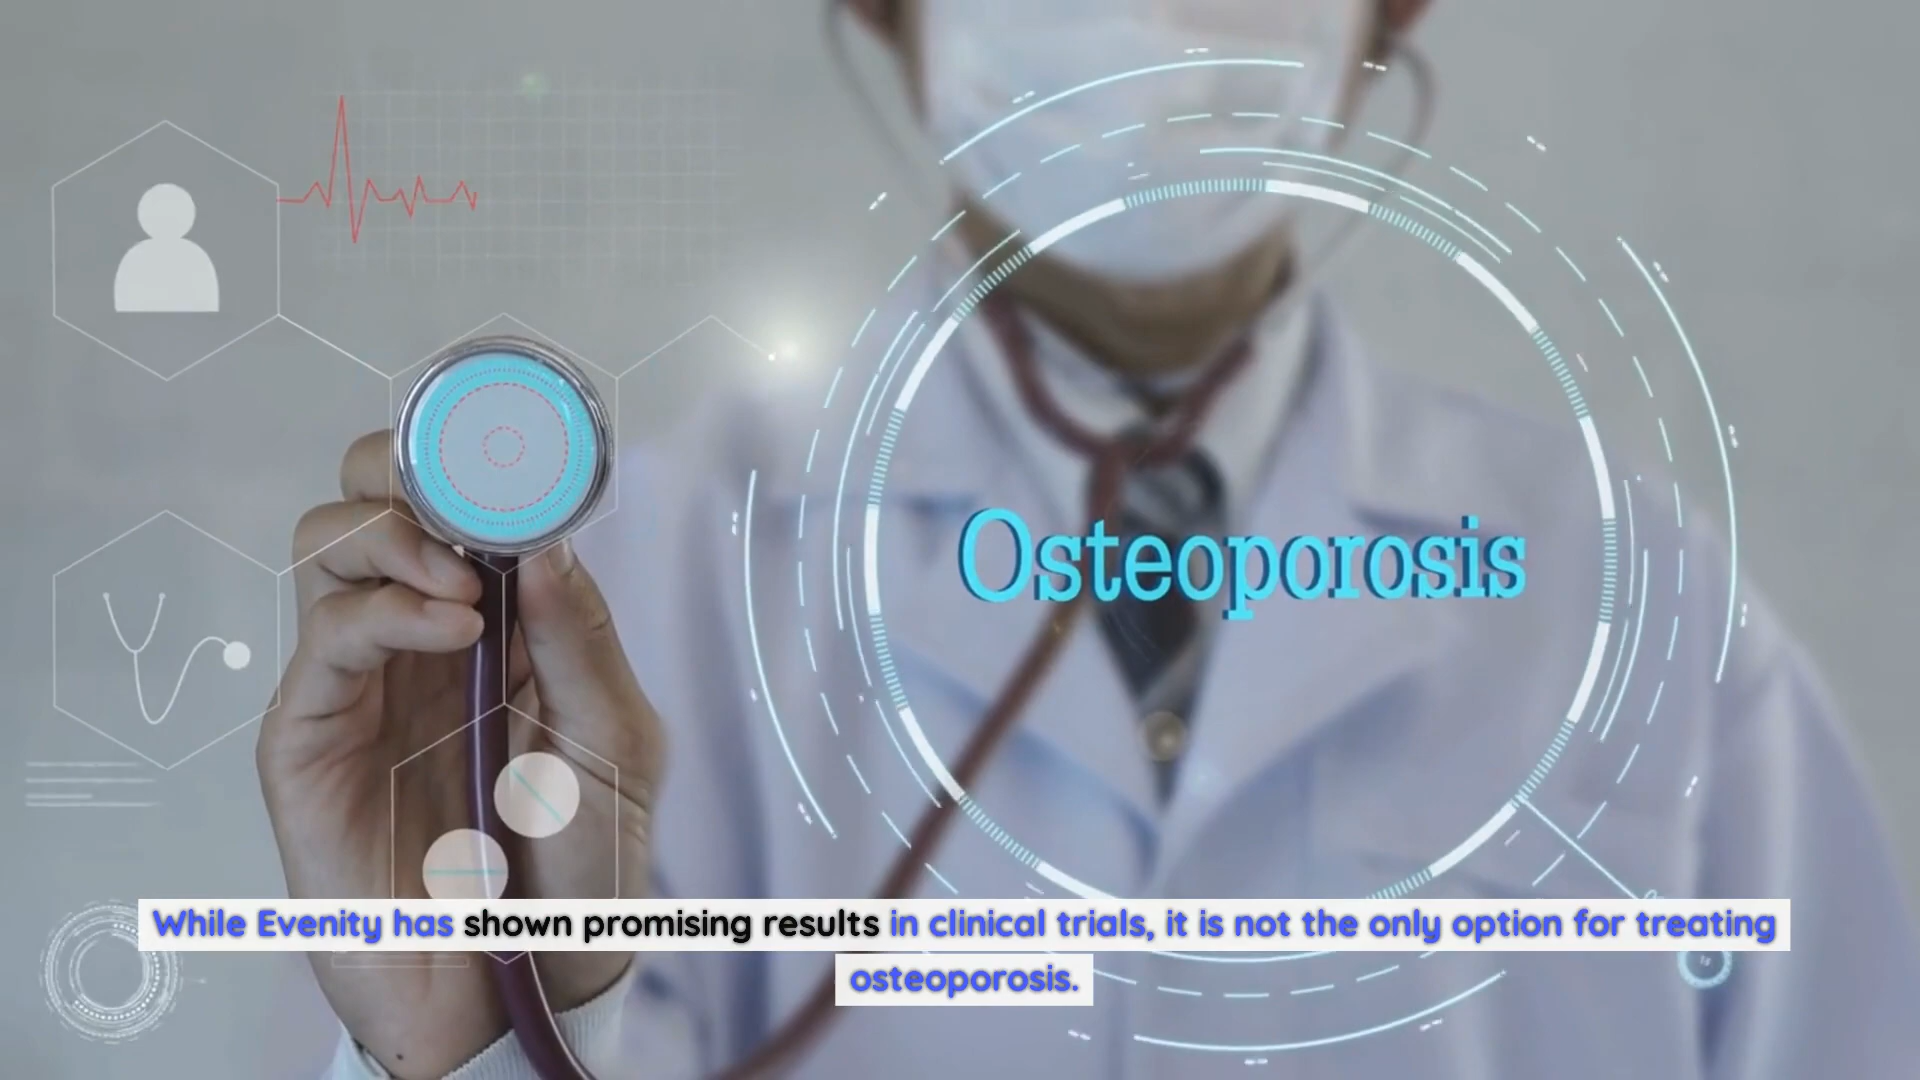 Osteoporosis
While Evenity has shown promising results in clinical trials, it is not the only option for treating
osteoporosis.